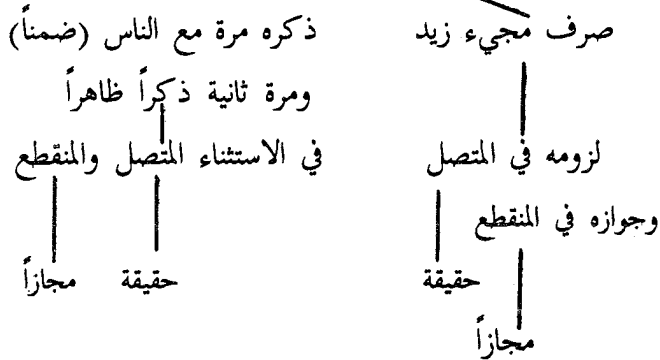 صرف مجيء زيد
ذكره مرة مع الناس (ضمناً)
ومرة ثانية ذكراً ظاهراً
لزومه في المتصل
في الاستثناء المتصل والمنقطع
وجوازه في المنقطع
حقيقة
حقيقة
مجازاً
مجازاً